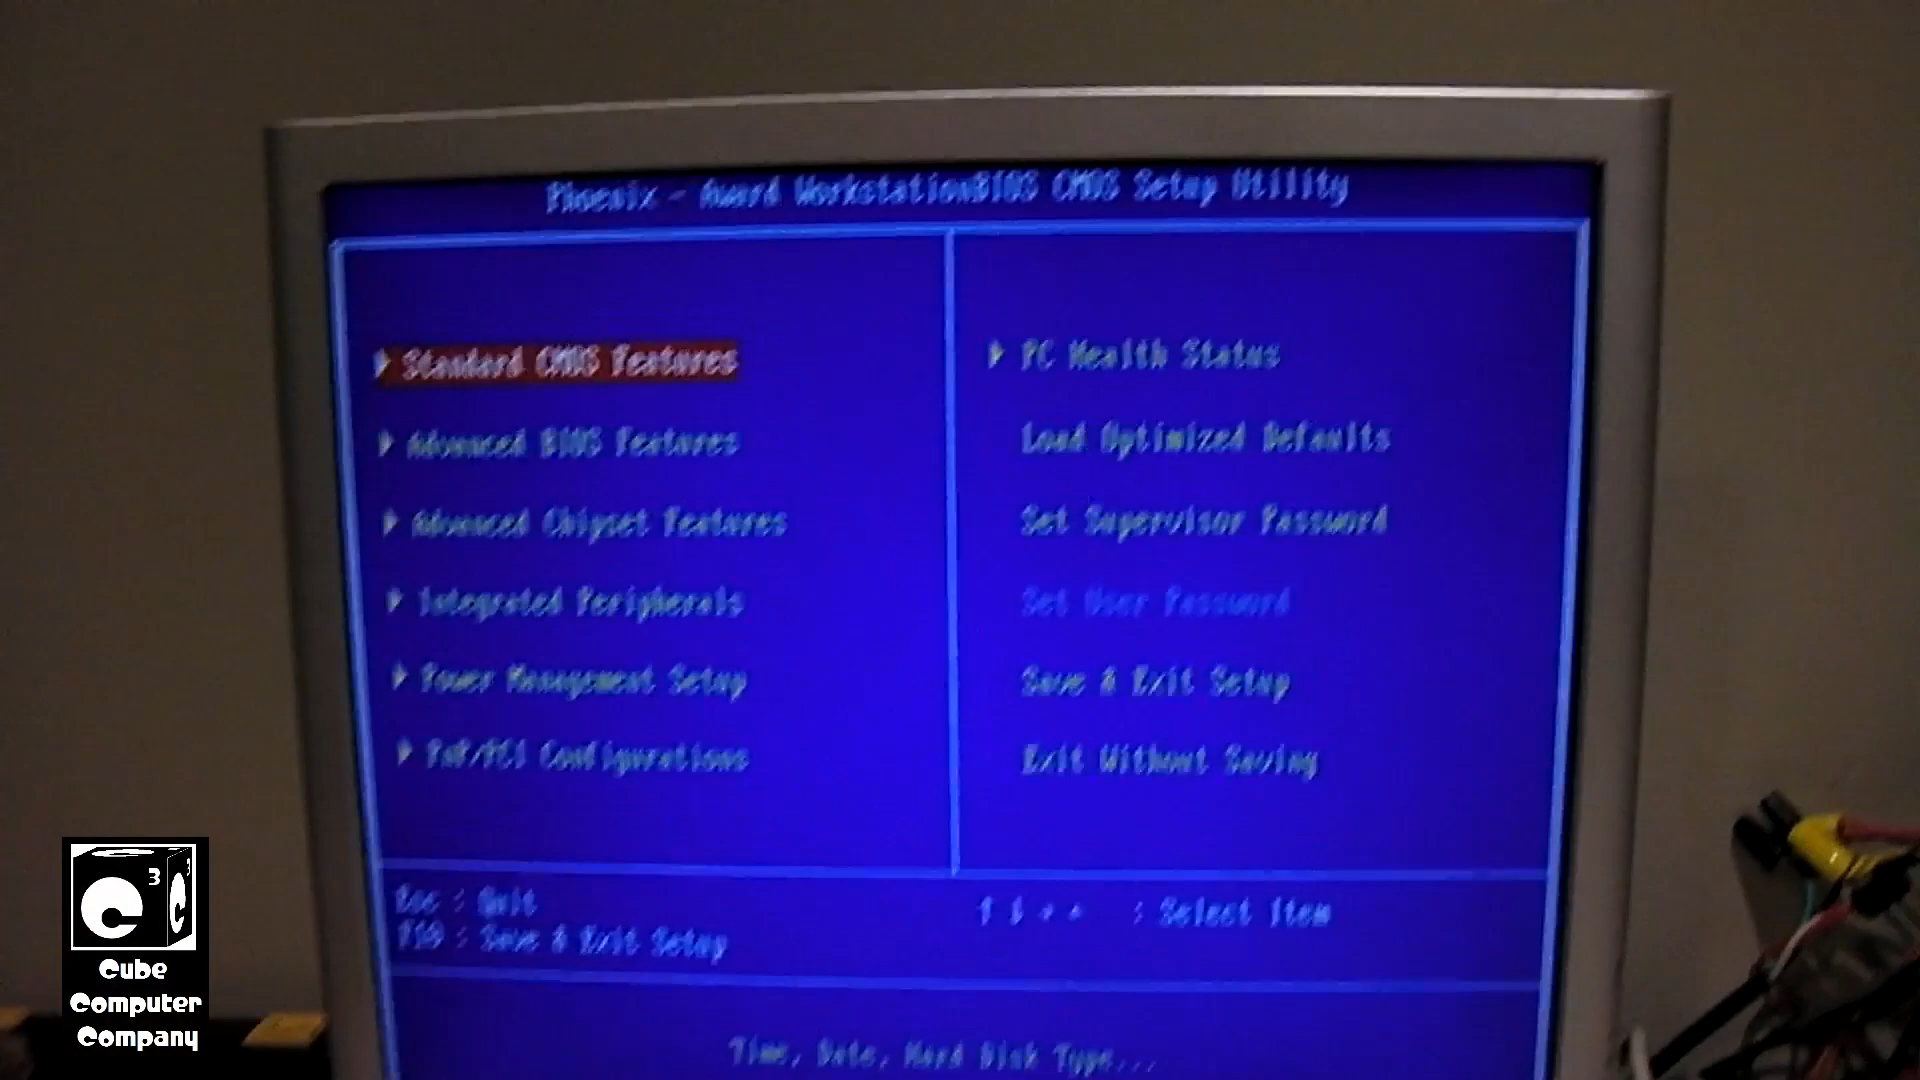 Phoenix - Award WorkstationBIOS CMOS Setup Utility
Standard CMOS Features
Advanced BIOS Features
Advanced Chipset Features
Integrated Peripherals
Power Management Setup
PnP/PCI Configurations
PC Health Status
Load Optimized Defaults
Set Supervisor Password
Set User Password
Save & Exit Setup
Exit Without Saving
Esc : Quit
F10 : Save & Exit Setup
↑ ↓ → ← : Select Item
Time, Date, Hard Disk Type...
C 3
C 3
Cube
Computer
Company